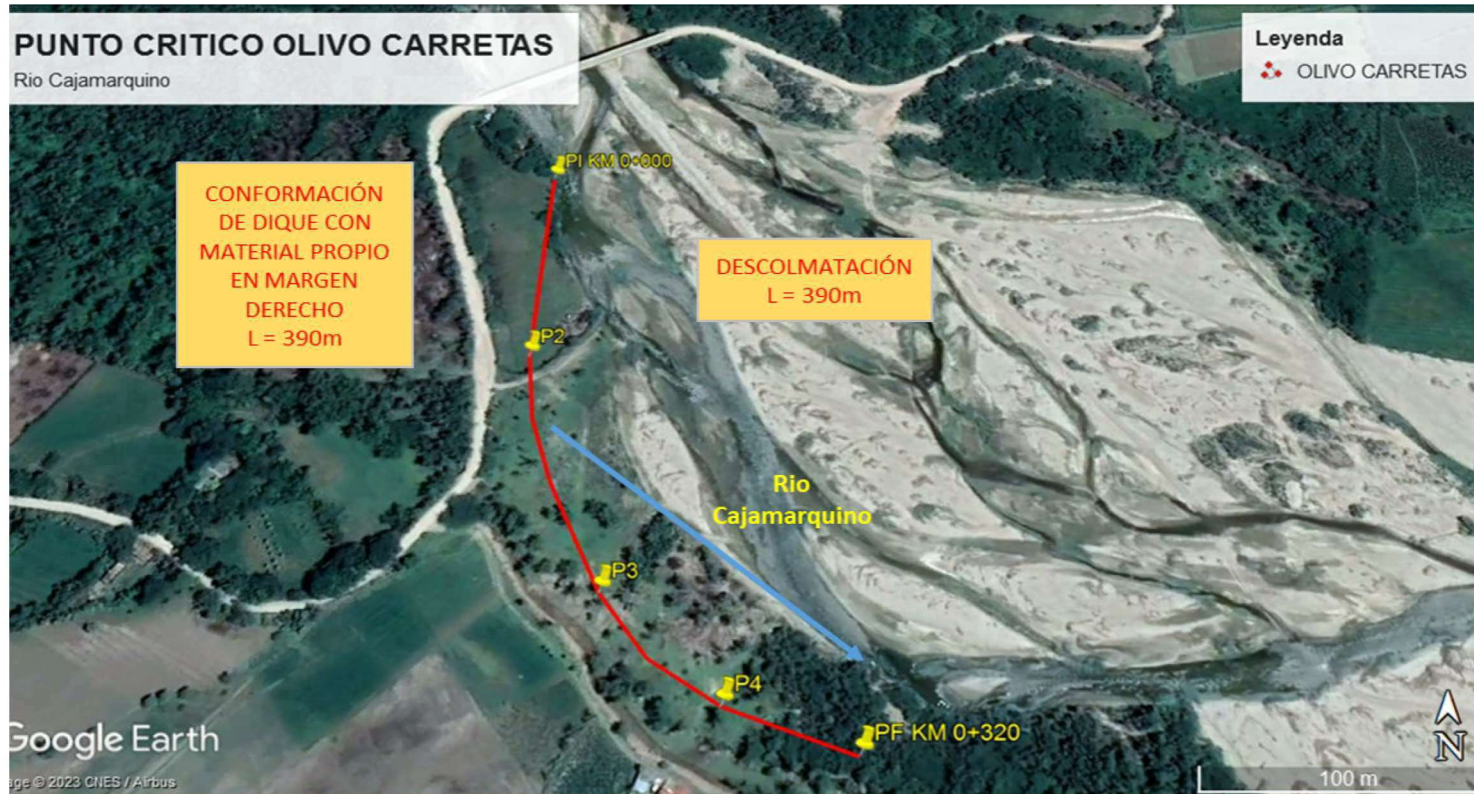 PUNTO CRITICO OLIVO CARRETAS
Rio Cajamarquino
Leyenda
OLIVO CARRETAS
PI KM 0+000
CONFORMACIÓN
DE DIQUE CON
MATERIAL PROPIO
EN MARGEN
DERECHO
L = 390m
DESCOLMATACIÓN
L = 390m
P2
Rio
Cajamarquino
P3
P4
PF KM 0+320
Google Earth
age © 2023 CNES / Airbus
N
100 m